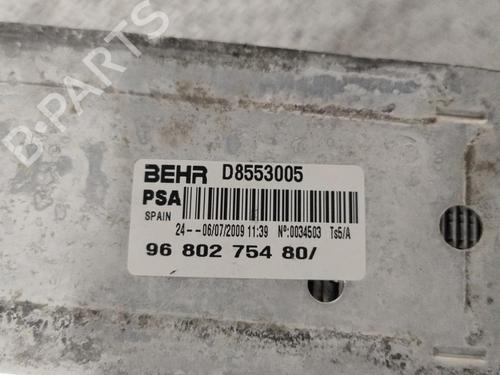 B-PARTS
BEHR D8553005
PSA
SPAIN
24--06/07/2009 11:39 Nº:0034503 Ts5/A
96 802 754 80/